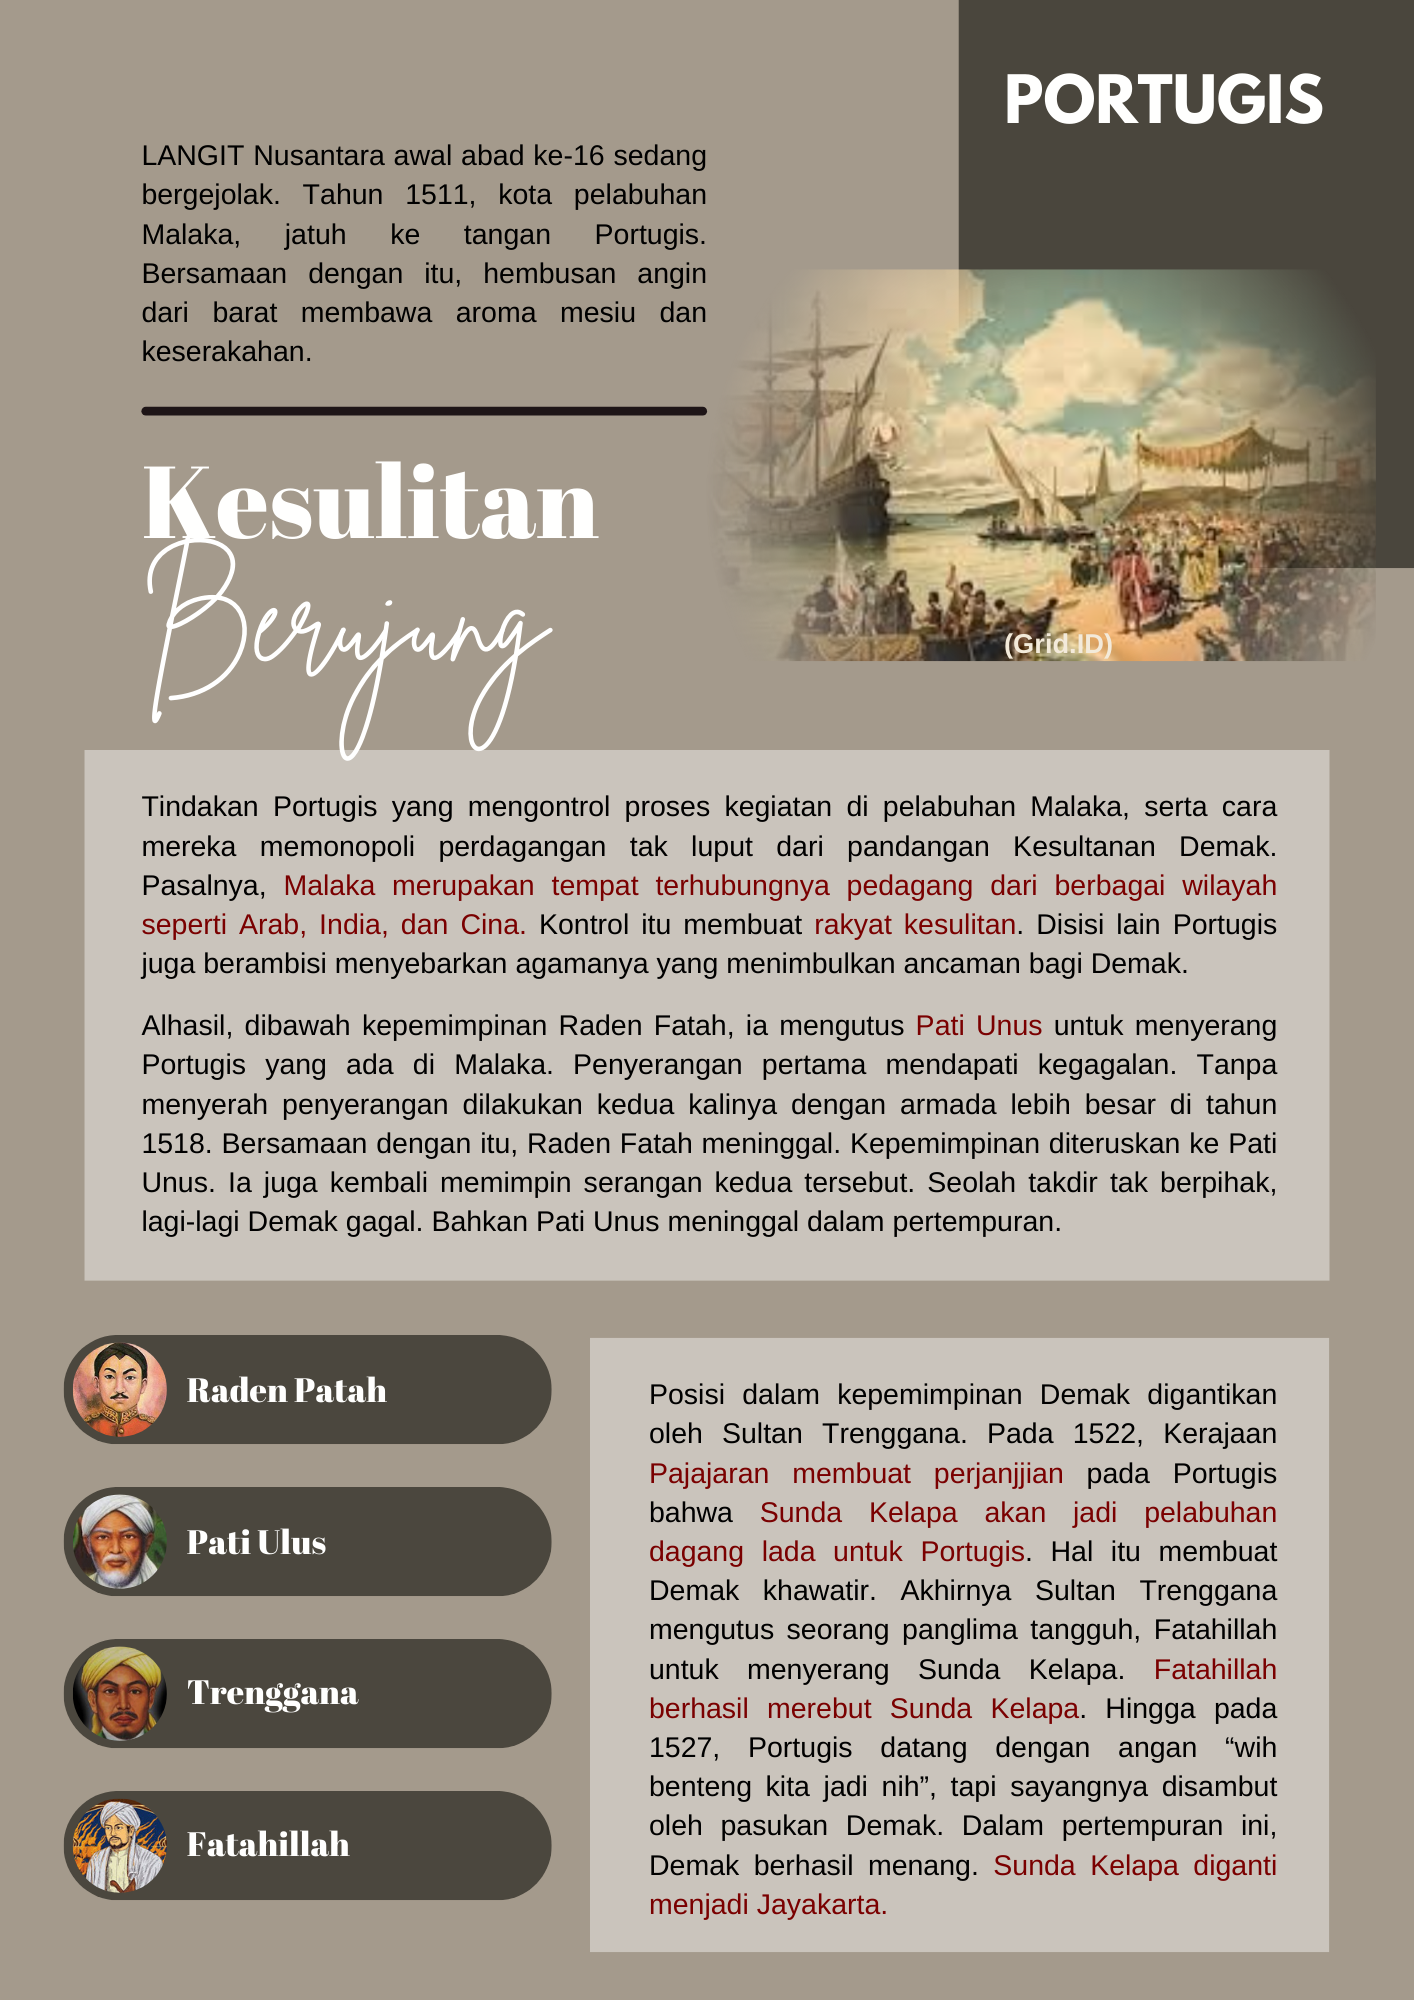 PORTUGIS
LANGIT Nusantara awal abad ke-16 sedang
bergejolak. Tahun 1511, kota pelabuhan
Malaka, jatuh ke tangan Portugis.
Bersamaan dengan itu, hembusan angin
dari barat membawa aroma mesiu dan
keserakahan.
Kesulitan
Berujung
(Grid.ID)
Tindakan Portugis yang mengontrol proses kegiatan di pelabuhan Malaka, serta cara
mereka memonopoli perdagangan tak luput dari pandangan Kesultanan Demak.
Pasalnya, Malaka merupakan tempat terhubungnya pedagang dari berbagai wilayah
seperti Arab, India, dan Cina. Kontrol itu membuat rakyat kesulitan. Disisi lain Portugis
juga berambisi menyebarkan agamanya yang menimbulkan ancaman bagi Demak.
Alhasil, dibawah kepemimpinan Raden Fatah, ia mengutus Pati Unus untuk menyerang
Portugis yang ada di Malaka. Penyerangan pertama mendapati kegagalan. Tanpa
menyerah penyerangan dilakukan kedua kalinya dengan armada lebih besar di tahun
1518. Bersamaan dengan itu, Raden Fatah meninggal. Kepemimpinan diteruskan ke Pati
Unus. Ia juga kembali memimpin serangan kedua tersebut. Seolah takdir tak berpihak,
lagi-lagi Demak gagal. Bahkan Pati Unus meninggal dalam pertempuran.
Raden Patah
Pati Ulus
Trenggana
Fatahillah
Posisi dalam kepemimpinan Demak digantikan
oleh Sultan Trenggana. Pada 1522, Kerajaan
Pajajaran membuat perjanjjian pada Portugis
bahwa Sunda Kelapa akan jadi pelabuhan
dagang lada untuk Portugis. Hal itu membuat
Demak khawatir. Akhirnya Sultan Trenggana
mengutus seorang panglima tangguh, Fatahillah
untuk menyerang Sunda Kelapa. Fatahillah
berhasil merebut Sunda Kelapa. Hingga pada
1527, Portugis datang dengan angan “wih
benteng kita jadi nih”, tapi sayangnya disambut
oleh pasukan Demak. Dalam pertempuran ini,
Demak berhasil menang. Sunda Kelapa diganti
menjadi Jayakarta.